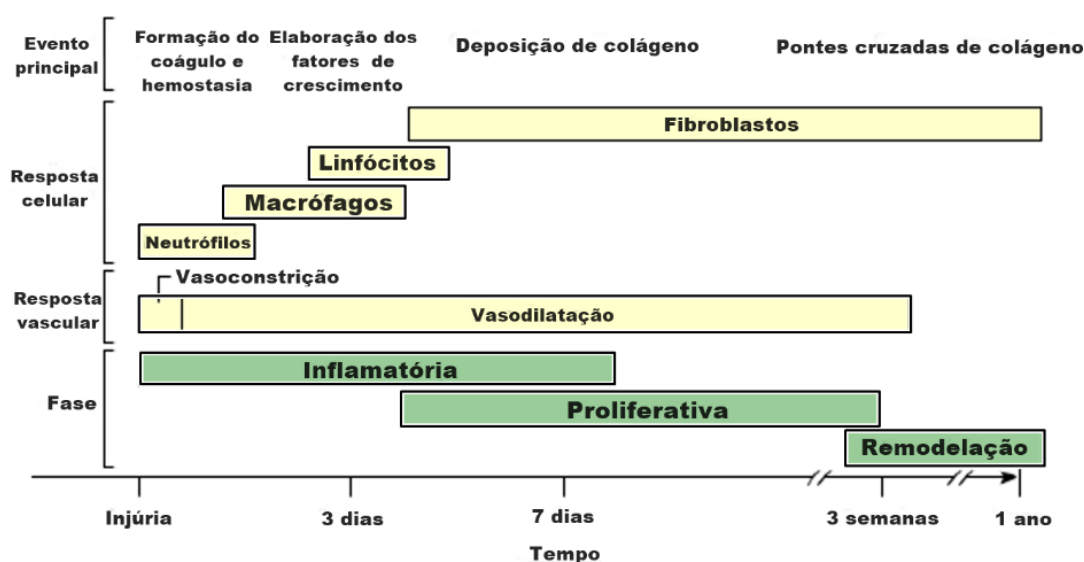 Evento
principal
Formação do
coágulo e
hemostasia
Elaboração dos
fatores de
crescimento
Deposição de colágeno
Pontes cruzadas de colágeno
Resposta
celular
Fibroblastos
Linfócitos
Macrófagos
Neutrófilos
Resposta
vascular
Vasoconstrição
Vasodilatação
Fase
Inflamatória
Proliferativa
Remodelação
Injúria
3 dias
7 dias
3 semanas
1 ano
Tempo